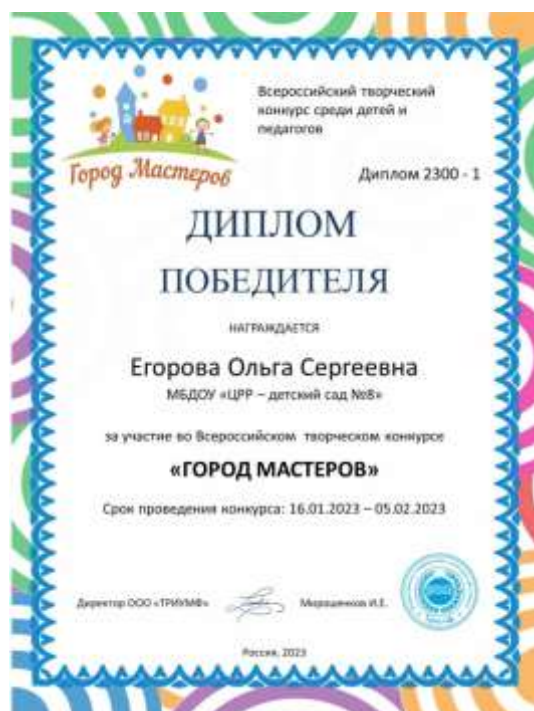 Всероссийский творческий
конкурс среди детей и
педагогов
Город Мастеров
Диплом 2300 - 1
ДИПЛОМ
ПОБЕДИТЕЛЯ
НАГРАЖДАЕТСЯ
Егорова Ольга Сергеевна
МБДОУ «ЦРР – детский сад №8»
за участие во Всероссийском творческом конкурсе
«ГОРОД МАСТЕРОВ»
Срок проведения конкурса: 16.01.2023 – 05.02.2023
Директор ООО «ТРИУМФ» Мирошенков И.Е.
Россия, 2023